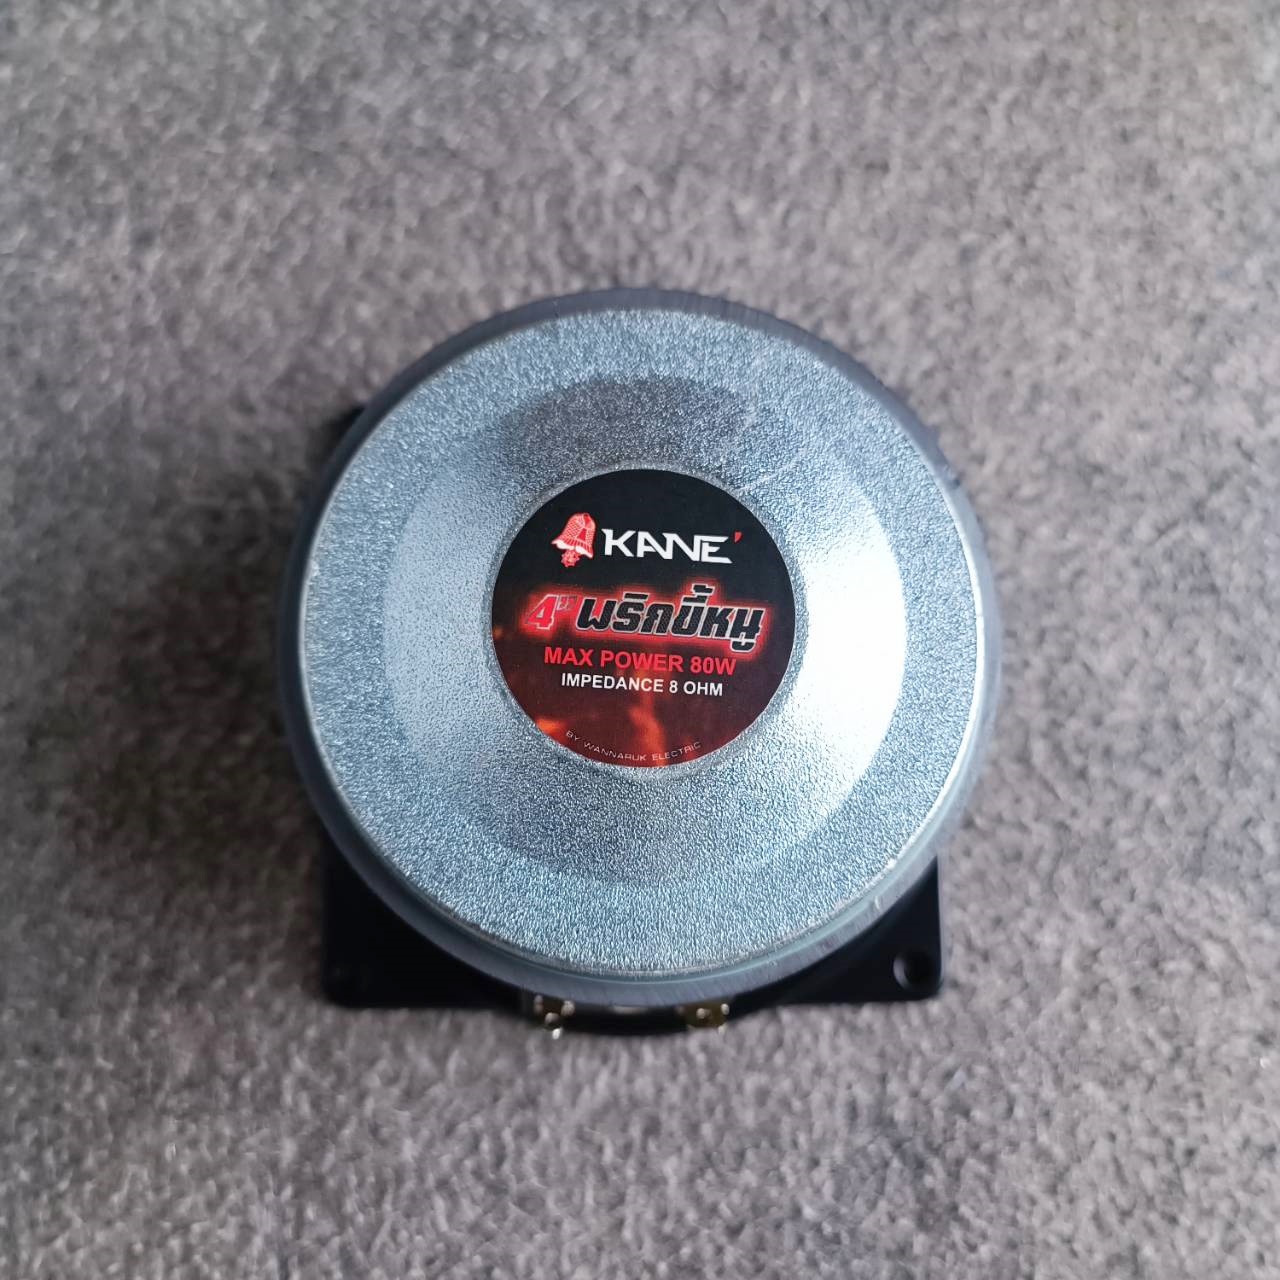 KANE'
4" พริกขี้หนู
MAX POWER 80W
IMPEDANCE 8 OHM
BY WANNARUK ELECTRIC